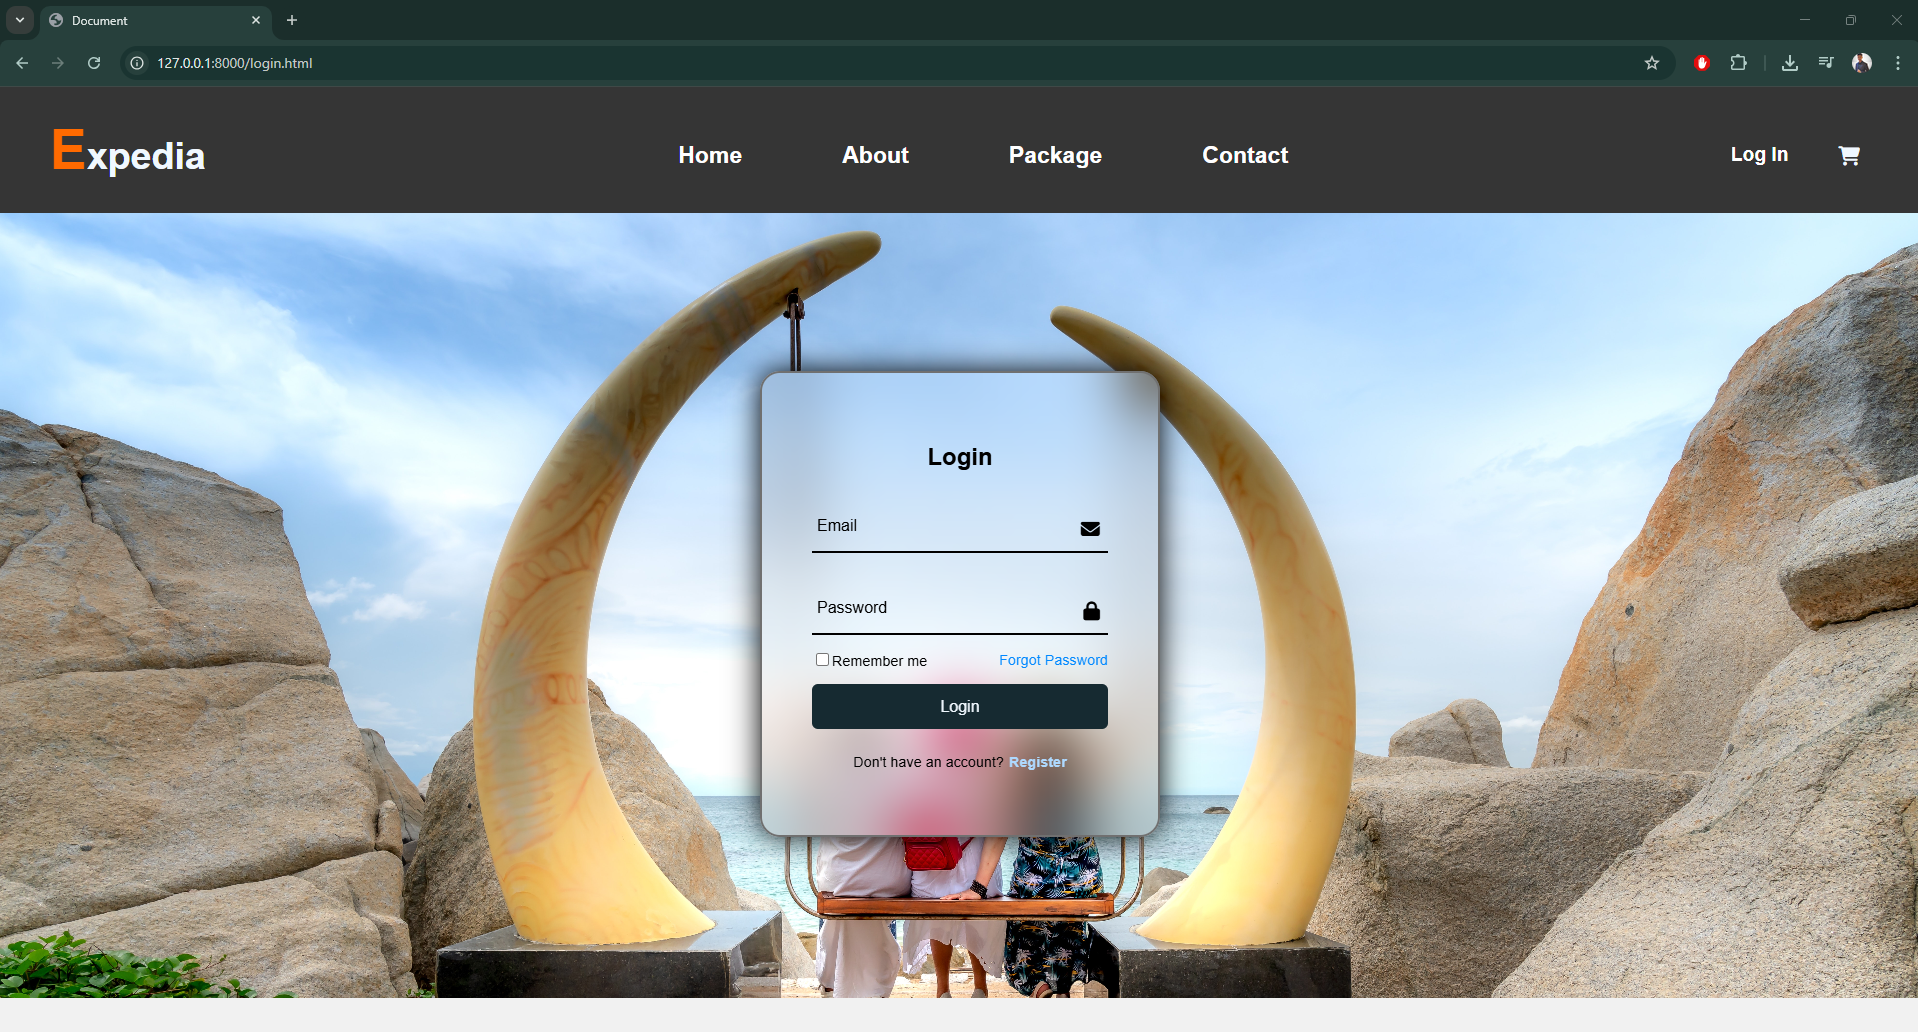 Document
127.0.0.1:8000/login.html
Expedia
Home
About
Package
Contact
Log In
Login
Email
Password
Remember me
Forgot Password
Login
Don't have an account? Register